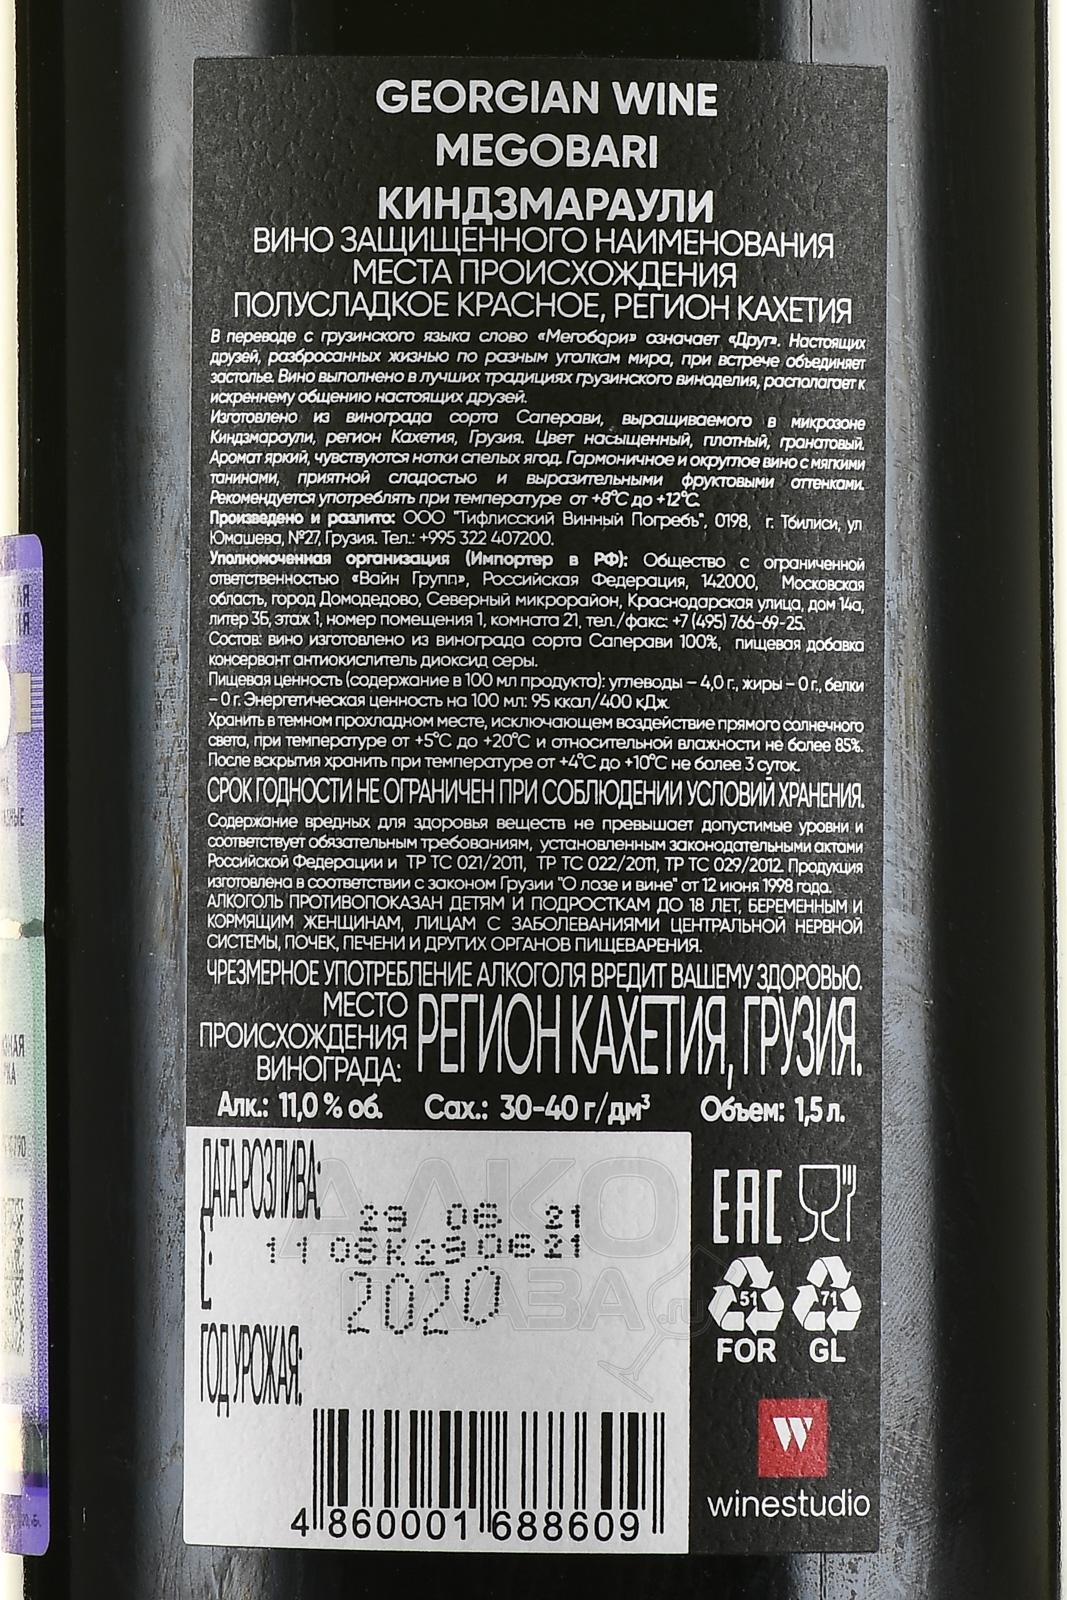 GEORGIAN WINE
MEGOBARI
КИНДЗМАРАУЛИ
ВИНО ЗАЩИЩЕННОГО НАИМЕНОВАНИЯ
МЕСТА ПРОИСХОЖДЕНИЯ
ПОЛУСЛАДКОЕ КРАСНОЕ, РЕГИОН КАХЕТИЯ
В переводе с грузинского языка слово «Мегобари» означает «Друг». Настоящих
друзей, разбросанных жизнью по разным уголкам мира, при встрече объединяет
застолье. Вино выполнено в лучших традициях грузинского виноделия, располагает к
искреннему общению настоящих друзей.
Изготовлено из винограда сорта Саперави, выращиваемого в микрозоне
Киндзмараули, регион Кахетия, Грузия. Цвет насыщенный, плотный, гранатовый.
Аромат яркий, чувствуются нотки спелых ягод. Гармоничное и округлое вино с мягкими
танинами, приятной сладостью и выразительными фруктовыми оттенками.
Рекомендуется употреблять при температуре от +8°С до +12°С.
Произведено и разлито: ООО "Тифлисский Винный Погребъ", 0198, г. Тбилиси, ул
Юмашева, №27, Грузия. Тел.: +995 322 407200.
Уполномоченная организация (Импортер в РФ): Общество с ограниченной
ответственностью «Вайн Групп», Российская Федерация, 142000, Московская
область, город Домодедово, Северный микрорайон, Краснодарская улица, дом 14а,
литер 3Б, этаж 1, номер помещения 1, комната 21, тел./факс: +7 (495) 766-69-25.
Состав: вино изготовлено из винограда сорта Саперави 100%, пищевая добавка
консервант антиокислитель диоксид серы.
Пищевая ценность (содержание в 100 мл продукта): углеводы – 4,0 г., жиры – 0 г., белки
– 0 г. Энергетическая ценность на 100 мл: 95 ккал/400 кДж.
Хранить в темном прохладном месте, исключающем воздействие прямого солнечного
света, при температуре от +5°С до +20°С и относительной влажности не более 85%.
После вскрытия хранить при температуре от +4°С до +10°С не более 3 суток.
СРОК ГОДНОСТИ НЕ ОГРАНИЧЕН ПРИ СОБЛЮДЕНИИ УСЛОВИЙ ХРАНЕНИЯ.
Содержание вредных для здоровья веществ не превышает допустимые уровни и
соответствует обязательным требованиям, установленным законодательными актами
Российской Федерации и ТР ТС 021/2011, ТР ТС 022/2011, ТР ТС 029/2012. Продукция
изготовлена в соответствии с законом Грузии "О лозе и вине" от 12 июня 1998 года.
АЛКОГОЛЬ ПРОТИВОПОКАЗАН ДЕТЯМ И ПОДРОСТКАМ ДО 18 ЛЕТ, БЕРЕМЕННЫМ И
КОРМЯЩИМ ЖЕНЩИНАМ, ЛИЦАМ С ЗАБОЛЕВАНИЯМИ ЦЕНТРАЛЬНОЙ НЕРВНОЙ
СИСТЕМЫ, ПОЧЕК, ПЕЧЕНИ И ДРУГИХ ОРГАНОВ ПИЩЕВАРЕНИЯ.
ЧРЕЗМЕРНОЕ УПОТРЕБЛЕНИЕ АЛКОГОЛЯ ВРЕДИТ ВАШЕМУ ЗДОРОВЬЮ.
МЕСТО
ПРОИСХОЖДЕНИЯ
ВИНОГРАДА:
РЕГИОН КАХЕТИЯ, ГРУЗИЯ.
Алк.: 11,0 % об. Сах.: 30-40 г/дм³ Объем: 1,5 л.
ДАТА РОЗЛИВА:
29 06 21
L:
11 08K290621
2020
ГОД УРОЖАЯ:
4 860001 688609
EAC
51 71
FOR GL
W
winestudio
АЛКО
ПЛАЗА.ru